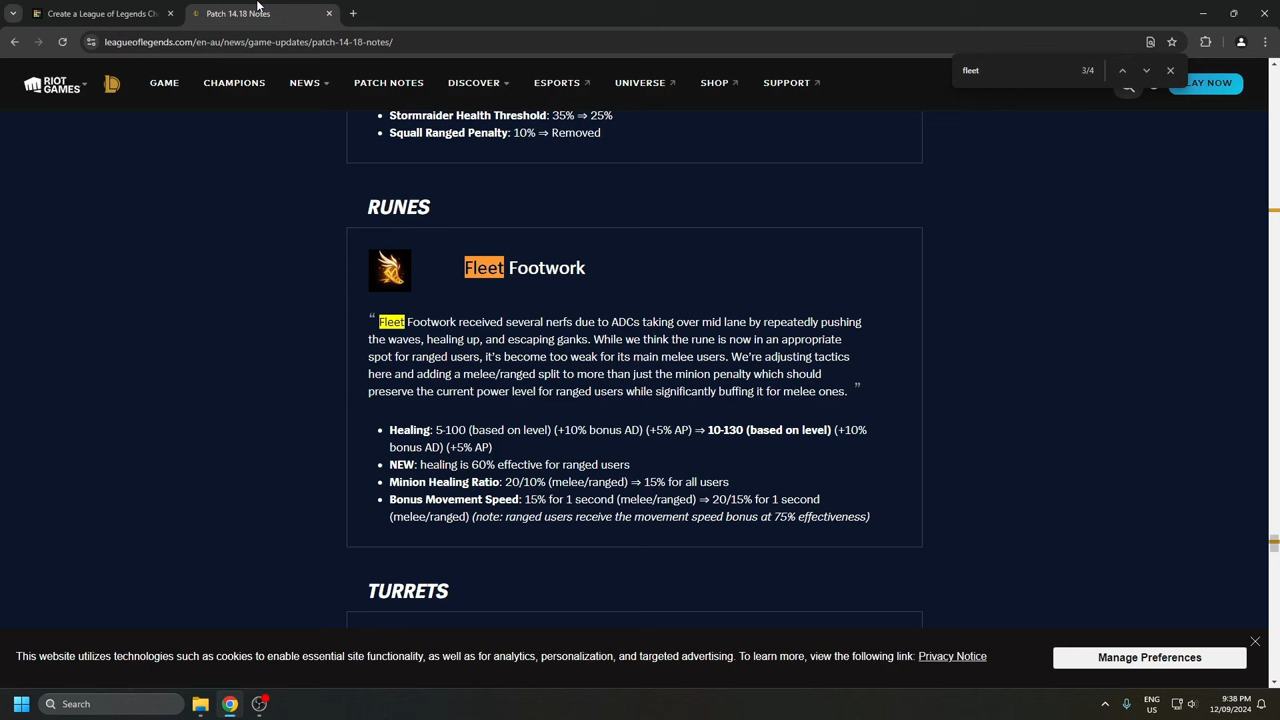 Create a League of Legends Ch
Patch 14.18 Notes
leagueoflegends.com/en-au/news/game-updates/patch-14-18-notes/
fleet
3/4
RIOT GAMES
GAME
CHAMPIONS
NEWS
PATCH NOTES
DISCOVER
ESPORTS
UNIVERSE
SHOP
SUPPORT
LAY NOW
• Stormraider Health Threshold: 35% ⇒ 25%
• Squall Ranged Penalty: 10% ⇒ Removed
RUNES
Fleet Footwork
“ Fleet Footwork received several nerfs due to ADCs taking over mid lane by repeatedly pushing
the waves, healing up, and escaping ganks. While we think the rune is now in an appropriate
spot for ranged users, it's become too weak for its main melee users. We're adjusting tactics
here and adding a melee/ranged split to more than just the minion penalty which should
preserve the current power level for ranged users while significantly buffing it for melee ones. ”
• Healing: 5-100 (based on level) (+10% bonus AD) (+5% AP) ⇒ 10-130 (based on level) (+10%
bonus AD) (+5% AP)
• NEW: healing is 60% effective for ranged users
• Minion Healing Ratio: 20/10% (melee/ranged) ⇒ 15% for all users
• Bonus Movement Speed: 15% for 1 second (melee/ranged) ⇒ 20/15% for 1 second
(melee/ranged) (note: ranged users receive the movement speed bonus at 75% effectiveness)
TURRETS
This website utilizes technologies such as cookies to enable essential site functionality, as well as for analytics, personalization, and targeted advertising. To learn more, view the following link: Privacy Notice
Manage Preferences
Search
ENG
US
9:38 PM
12/09/2024